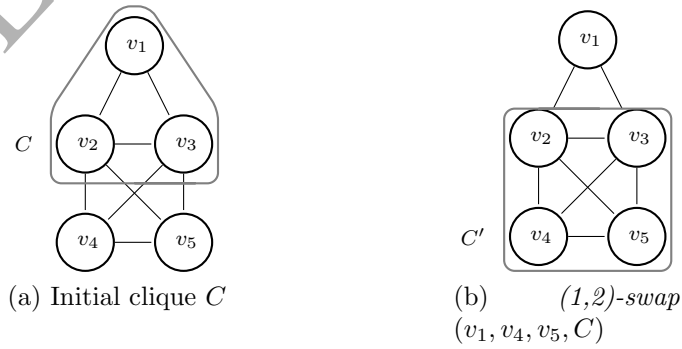 v1
C
v2 v3
v4 v5
(a) Initial clique C
v1
v2 v3
v4 v5
C′
(b) (1,2)-swap
(v1, v4, v5, C)